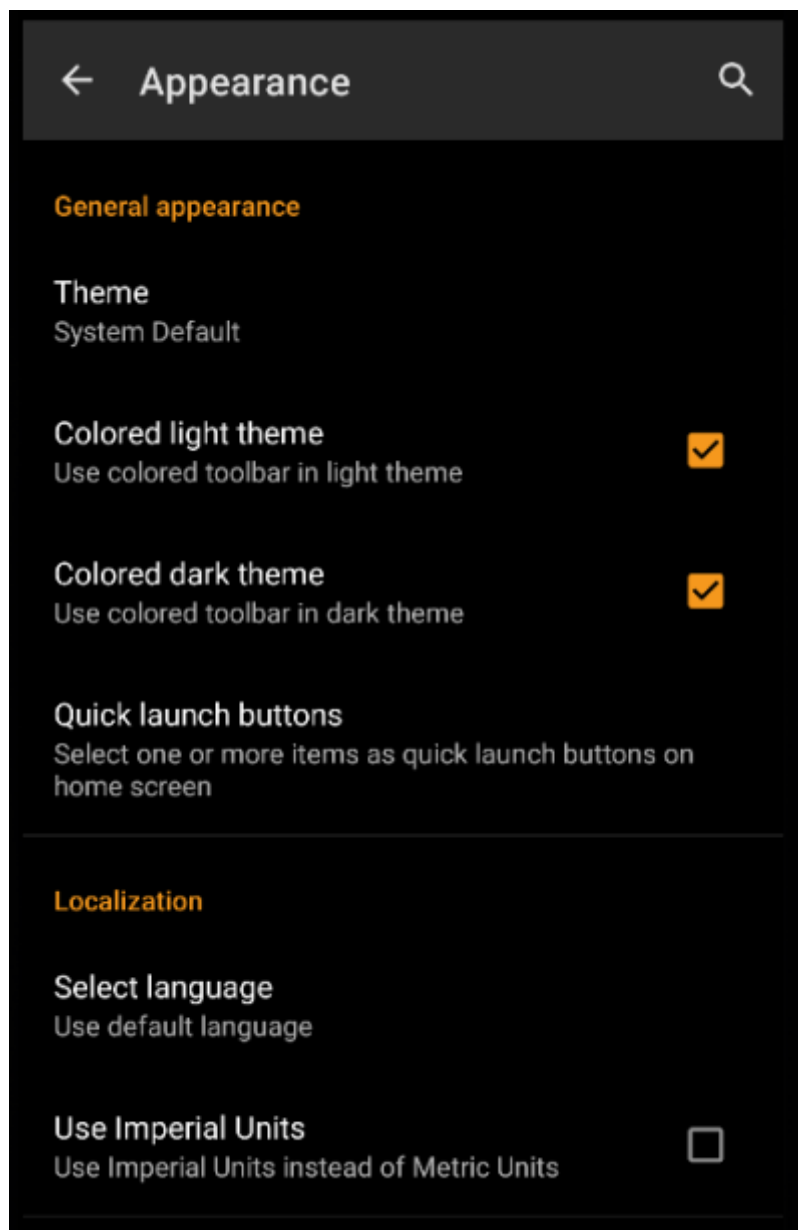 Appearance
General appearance
Theme
System Default
Colored light theme
Use colored toolbar in light theme
Colored dark theme
Use colored toolbar in dark theme
Quick launch buttons
Select one or more items as quick launch buttons on
home screen
Localization
Select language
Use default language
Use Imperial Units
Use Imperial Units instead of Metric Units